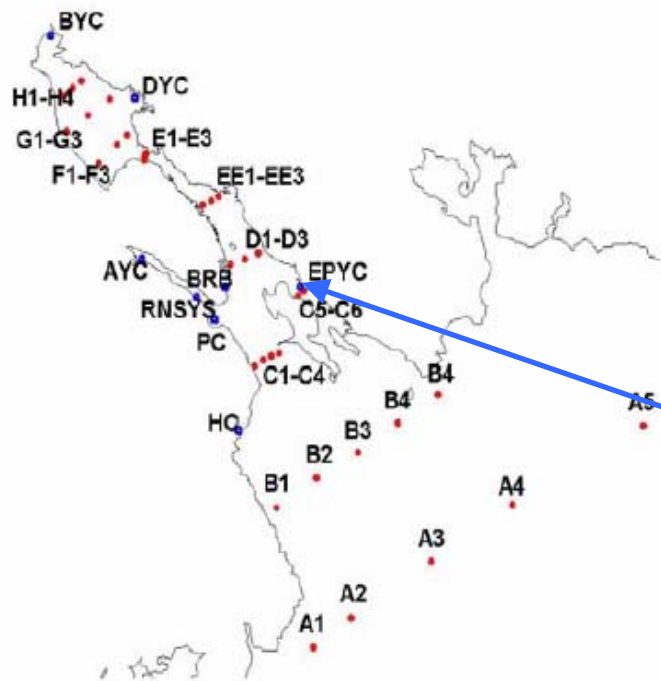 BYC
DYC
H1-H4
G1-G3
E1-E3
F1-F3
EE1-EE3
D1-D3
AYC
BRB
EPYC
RNSYS
C5-C6
PC
C1-C4
B4
B4
A5
HC
B3
B2
B1
A4
A3
A2
A1